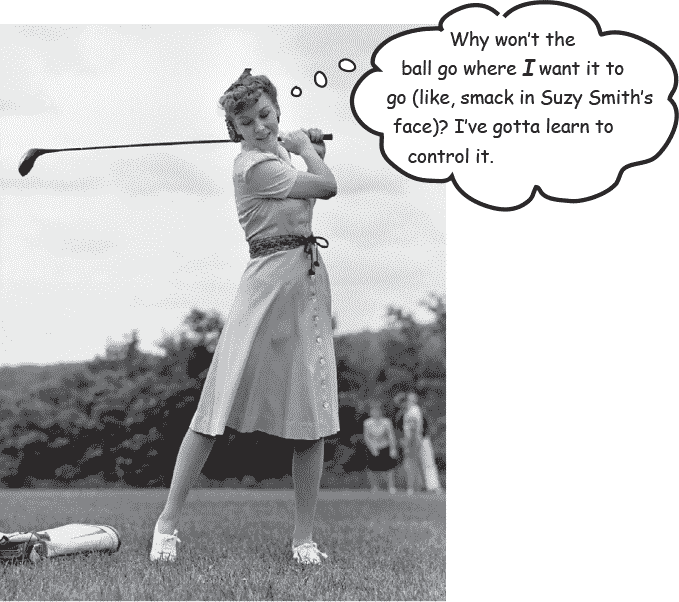 Why won't the
ball go where I want it to
go (like, smack in Suzy Smith's
face)? I've gotta learn to
control it.